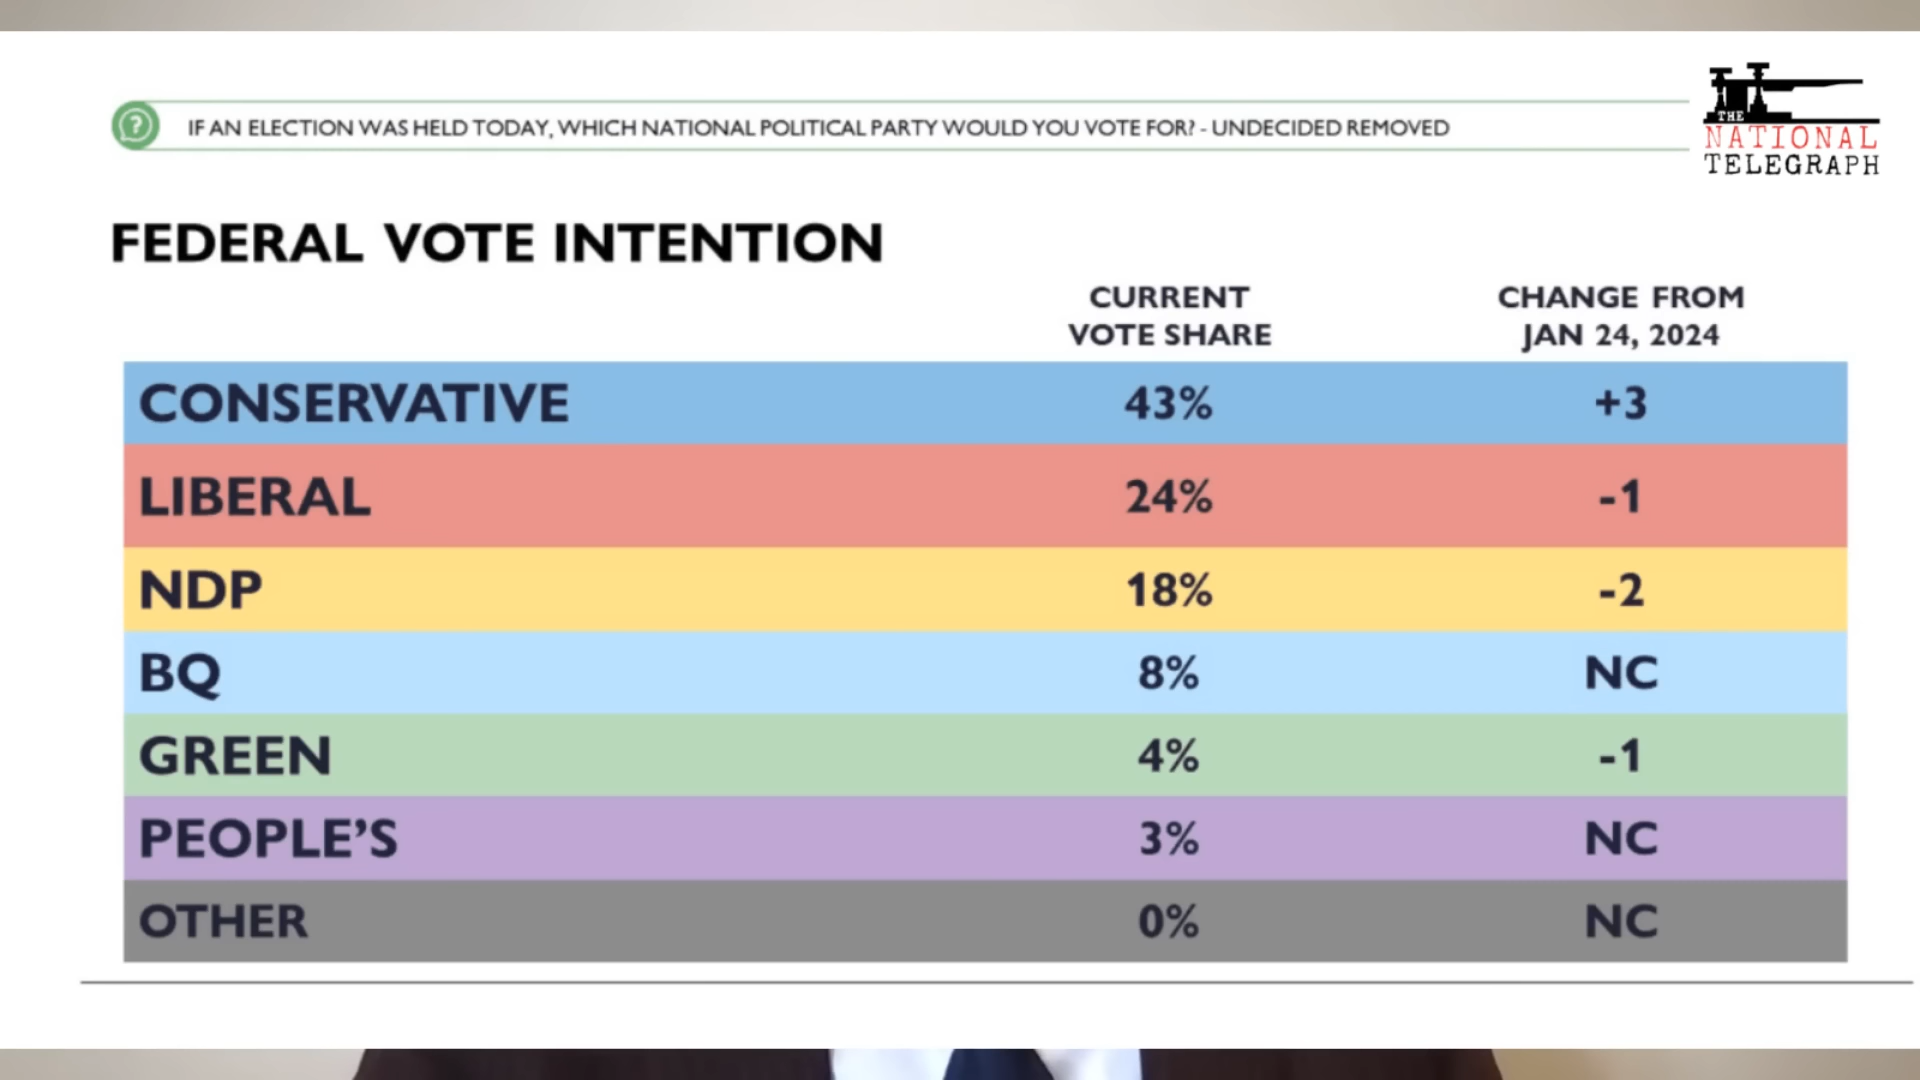 THE
NATIONAL
TELEGRAPH
IF AN ELECTION WAS HELD TODAY, WHICH NATIONAL POLITICAL PARTY WOULD YOU VOTE FOR? - UNDECIDED REMOVED
FEDERAL VOTE INTENTION
CURRENT
VOTE SHARE
CHANGE FROM
JAN 24, 2024
CONSERVATIVE 43% +3
LIBERAL 24% -1
NDP 18% -2
BQ 8% NC
GREEN 4% -1
PEOPLE'S 3% NC
OTHER 0% NC